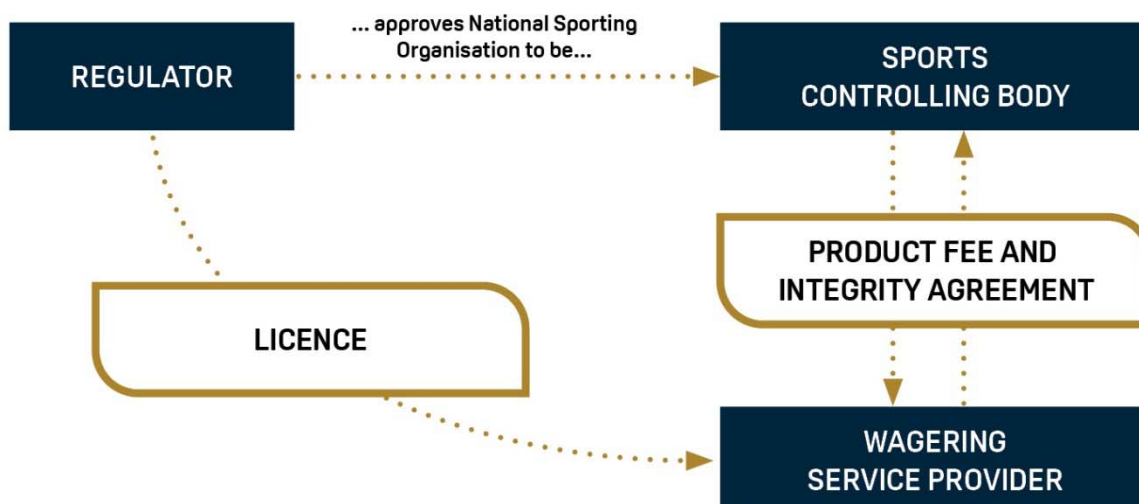 ... approves National Sporting
Organisation to be...
REGULATOR
SPORTS
CONTROLLING BODY
PRODUCT FEE AND
INTEGRITY AGREEMENT
LICENCE
WAGERING
SERVICE PROVIDER